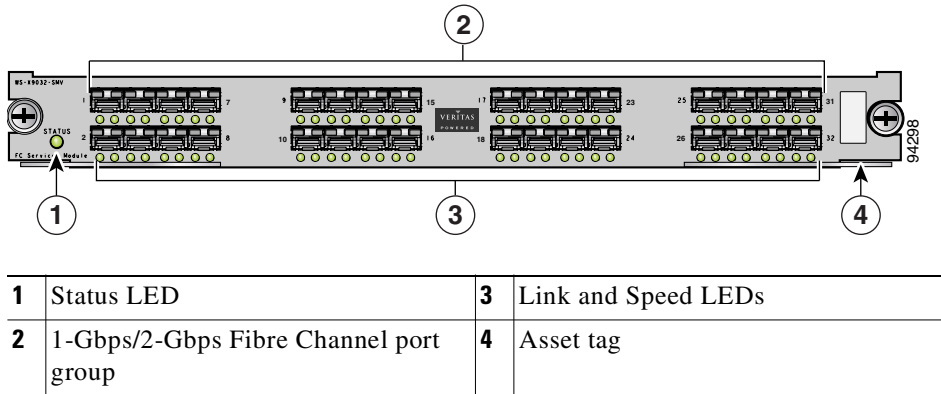 2
WS-X9032-SMV
1 7 9 15 17 23 25 31
VERITAS
POWERED
STATUS
2 8 10 16 18 24 26 32
FC Services Module
94298
1 3 4
1 Status LED 3 Link and Speed LEDs
2 1-Gbps/2-Gbps Fibre Channel port 4 Asset tag
group